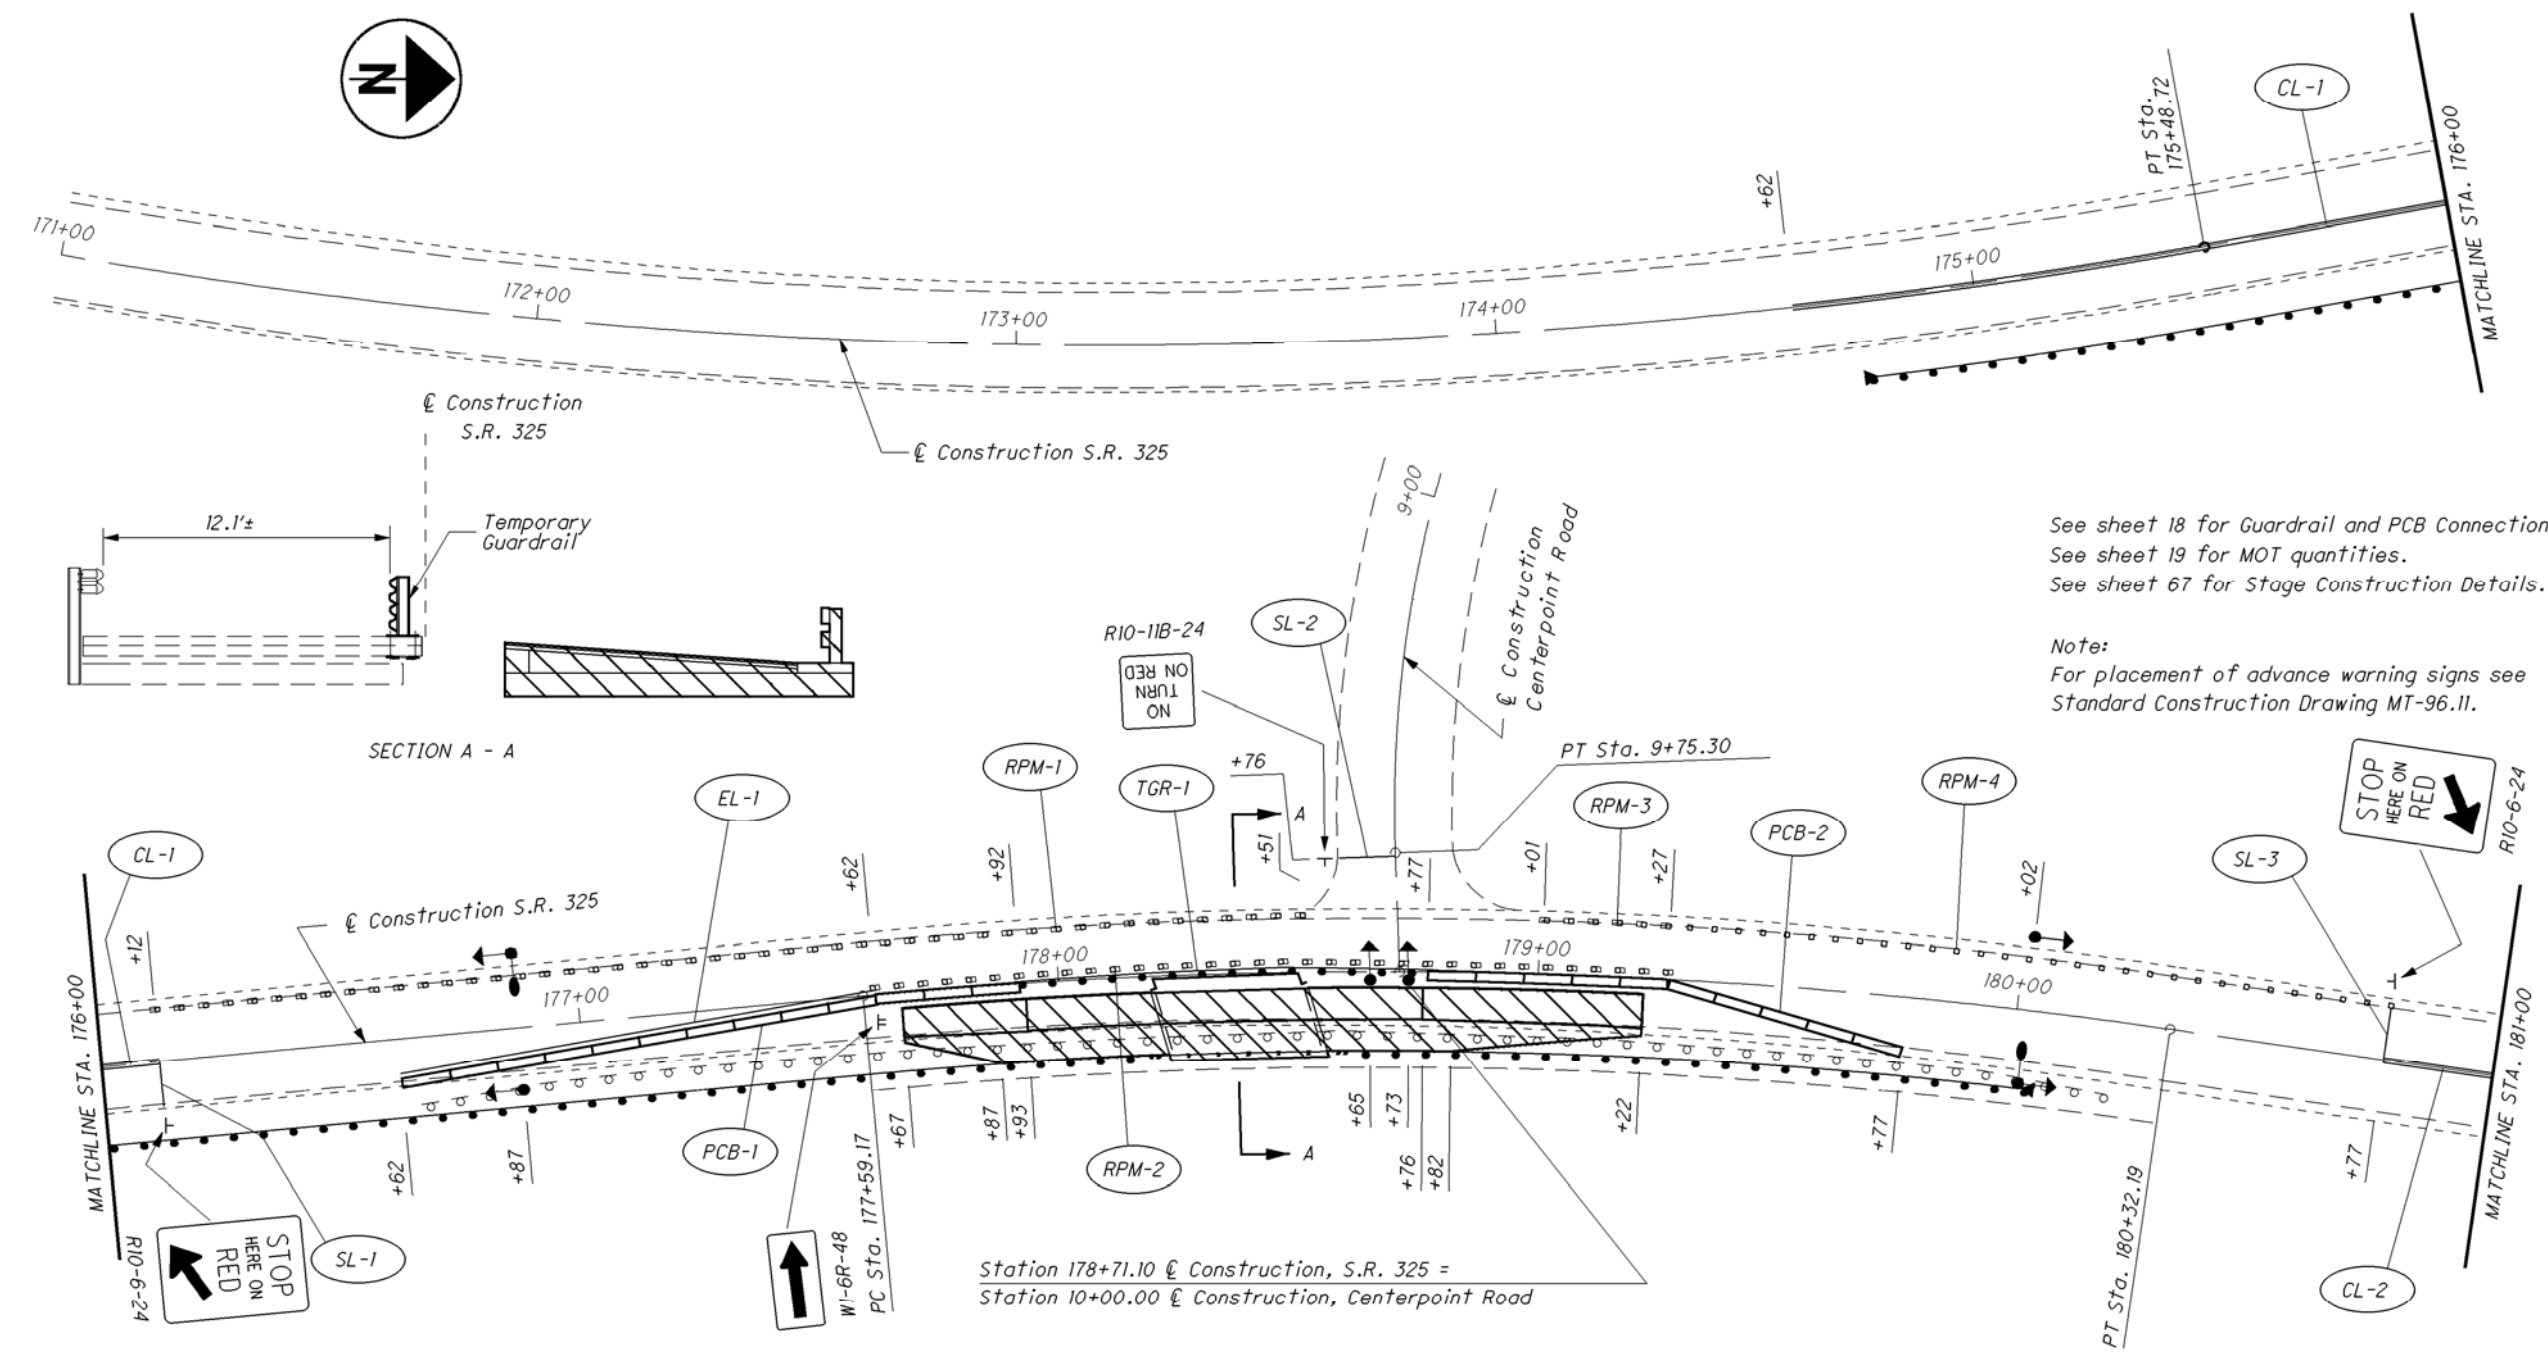 N
171+00
172+00
173+00
174+00
+62
175+00
PT Sta.
175+48.72
CL-1
MATCHLINE STA. 176+00
℄ Construction S.R. 325
℄ Construction
S.R. 325
12.1'±
Temporary
Guardrail
SECTION A - A
See sheet 18 for Guardrail and PCB Connection
See sheet 19 for MOT quantities.
See sheet 67 for Stage Construction Details.
Note:
For placement of advance warning signs see
Standard Construction Drawing MT-96.11.
9+00
℄ Construction
Centerpoint Road
SL-2
R10-11B-24
NO
TURN
ON RED
+76
+51
A
PT Sta. 9+75.30
RPM-1
TGR-1
EL-1
RPM-3
PCB-2
RPM-4
STOP
HERE ON
RED
R10-6-24
SL-3
CL-1
MATCHLINE STA. 176+00
+12
℄ Construction S.R. 325
+62
+92
+77
+01
+27
+02
177+00
178+00
179+00
180+00
MATCHLINE STA. 181+00
+62
+87
PCB-1
+67
+87
+93
RPM-2
A
+65
+73
+76
+82
+22
+77
+77
PC Sta. 177+59.17
PT Sta. 180+32.19
CL-2
SL-1
STOP
HERE ON
RED
R10-6-24
W1-6R-48
Station 178+71.10 ℄ Construction, S.R. 325 =
Station 10+00.00 ℄ Construction, Centerpoint Road